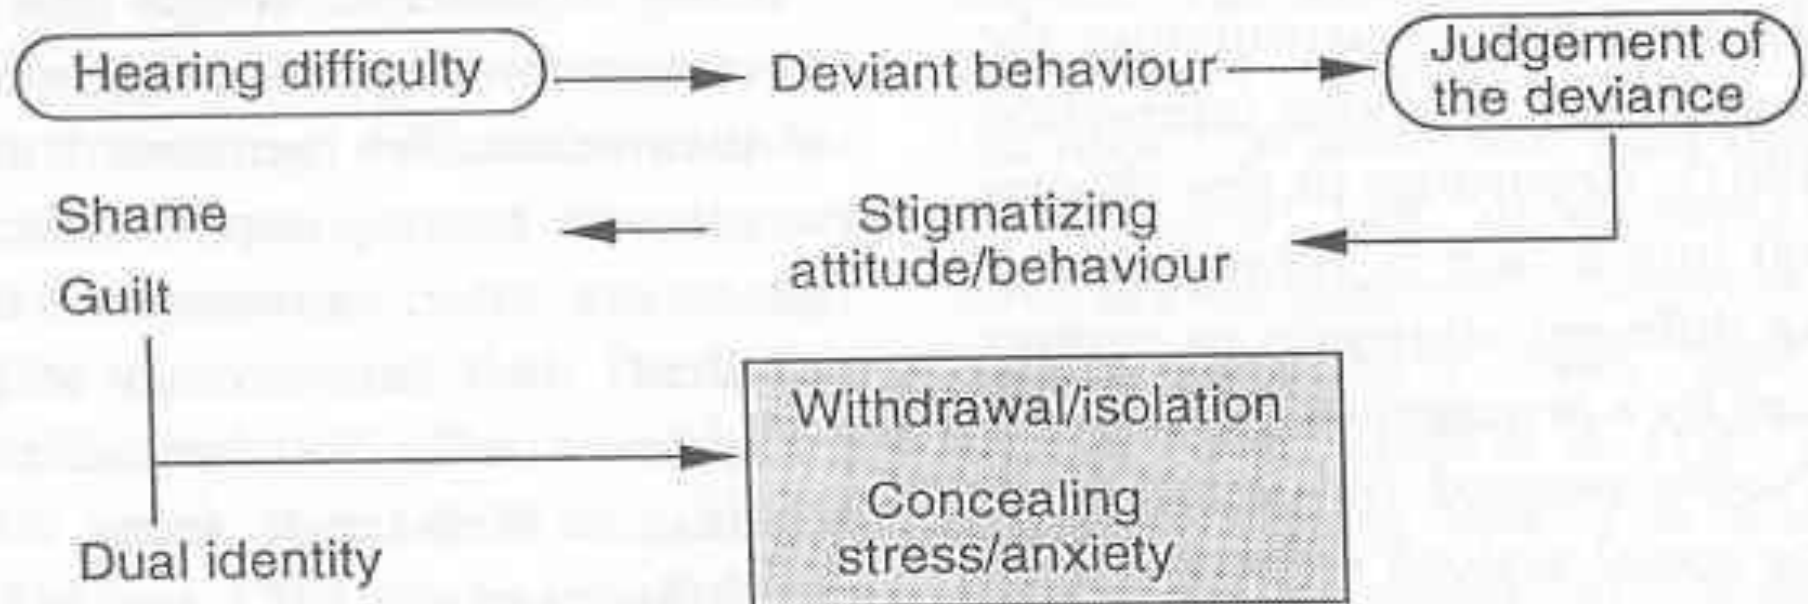 Hearing difficulty
Deviant behaviour
Judgement of
the deviance
Shame
Stigmatizing
attitude/behaviour
Guilt
Withdrawal/isolation
Concealing
stress/anxiety
Dual identity